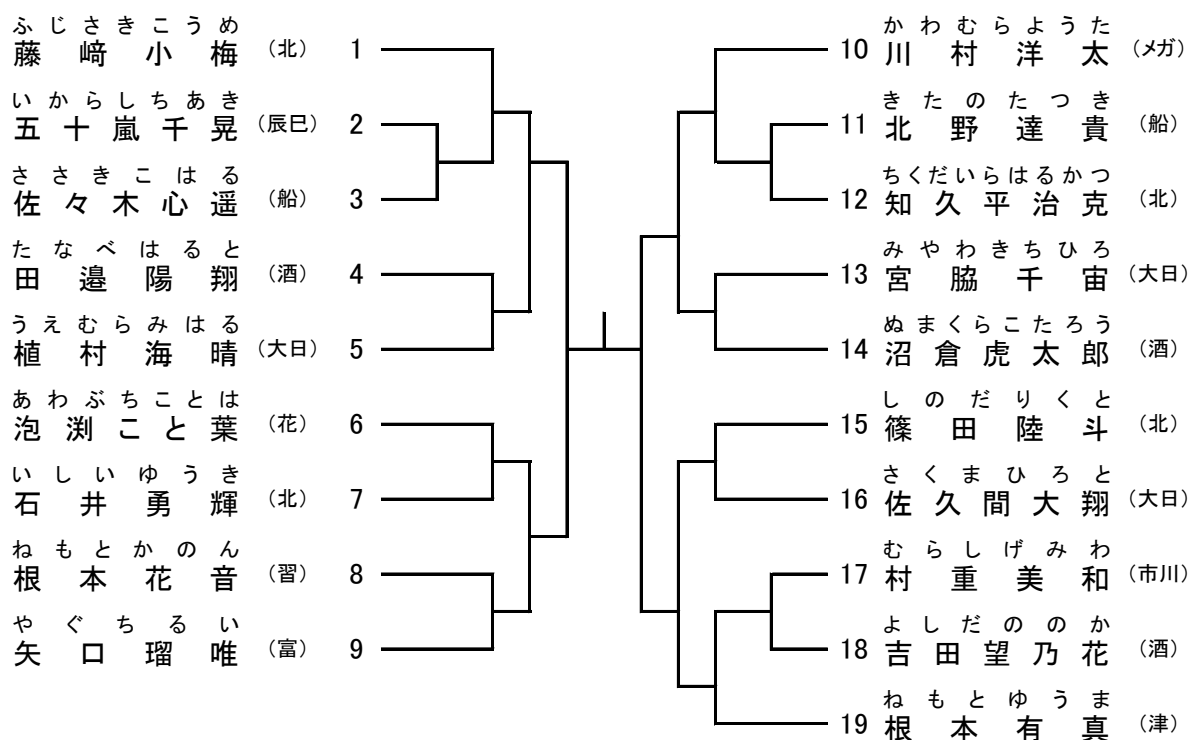 ふじさきこうめ
藤﨑小梅 （北） 1
いからしちあき
五十嵐千晃 （辰巳） 2
ささきこはる
佐々木心遥 （船） 3
たなべはると
田邉陽翔 （酒） 4
うえむらみはる
植村海晴 （大日） 5
あわぶちことは
泡渕こと葉 （花） 6
いしいゆうき
石井勇輝 （北） 7
ねもとかのん
根本花音 （習） 8
やぐちるい
矢口瑠唯 （富） 9
かわむらようた
10 川村洋太 （メガ）
きたのたつき
11 北野達貴 （船）
ちくだいらはるかつ
12 知久平治克 （北）
みやわきちひろ
13 宮脇千宙 （大日）
ぬまくらこたろう
14 沼倉虎太郎 （酒）
しのだりくと
15 篠田陸斗 （北）
さくまひろと
16 佐久間大翔 （大日）
むらしげみわ
17 村重美和 （市川）
よしだののか
18 吉田望乃花 （酒）
ねもとゆうま
19 根本有真 （津）